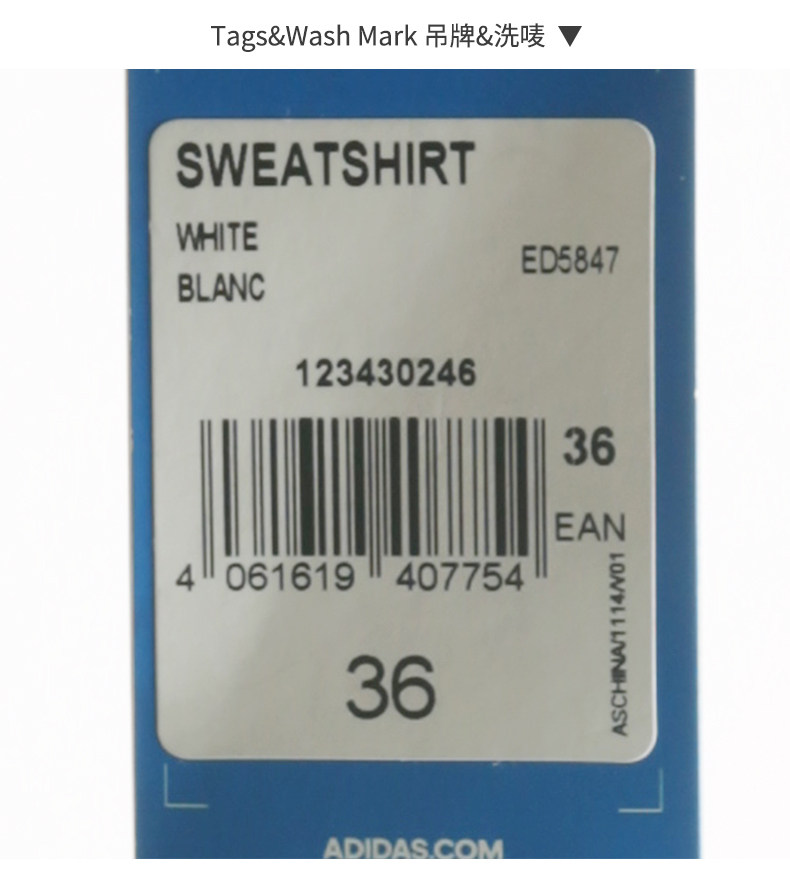 Tags&Wash Mark 吊牌&洗唛 ▼
SWEATSHIRT
WHITE
BLANC
ED5847
123430246
36
EAN
4 061619 407754
ASCHINA/1114/V01
36
ADIDAS.COM